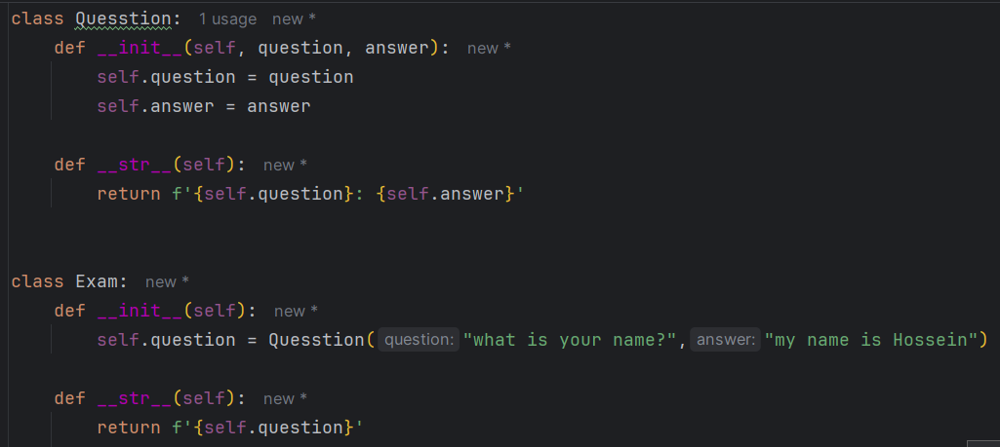 class Quesstion:  1 usage  new *
    def __init__(self, question, answer):  new *
        self.question = question
        self.answer = answer
    def __str__(self):  new *
        return f'{self.question}: {self.answer}'
class Exam:  new *
    def __init__(self):  new *
        self.question = Quesstion( question: "what is your name?", answer: "my name is Hossein")
    def __str__(self):  new *
        return f'{self.question}'